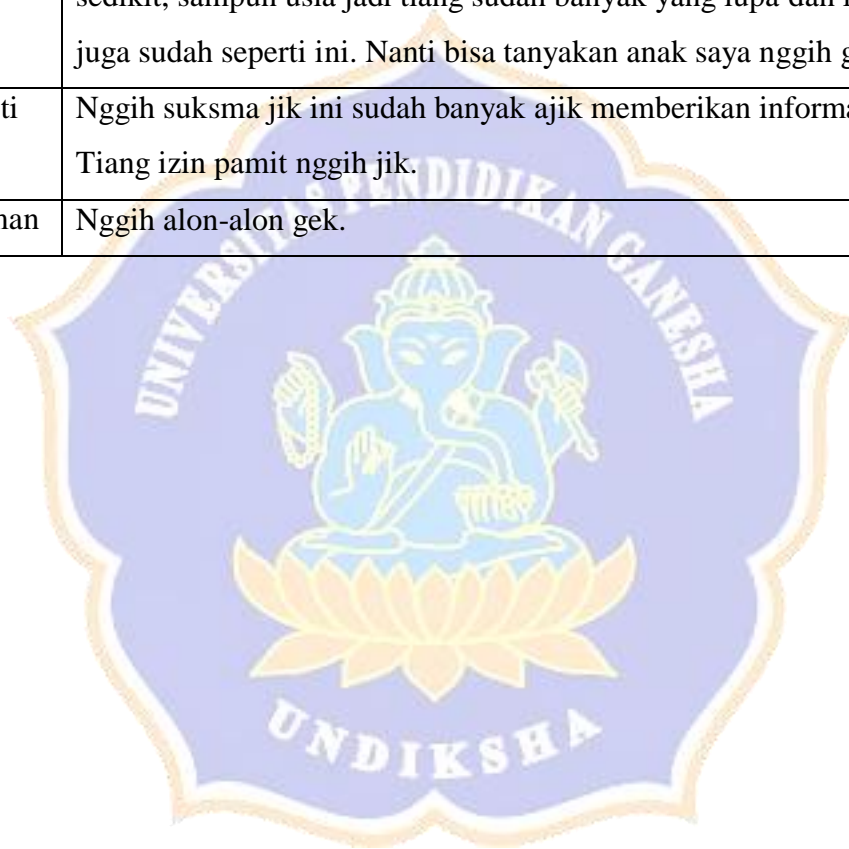 sedikit, sampun usia jadi tiang sudah banyak yang lupa dan
juga sudah seperti ini. Nanti bisa tanyakan anak saya nggih
ti Nggih suksma jik ini sudah banyak ajik memberikan informa
Tiang izin pamit nggih jik.
nan Nggih alon-alon gek.
UNIVERSITAS PENDIDIKAN GANESHA
UNDIKSHA